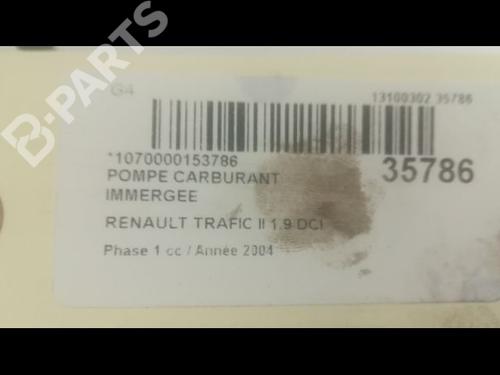 B-PARTS
G4
13100302 35786
*1070000153786
35786
POMPE CARBURANT
IMMERGEE
RENAULT TRAFIC II 1.9 DCI
Phase 1 cc / Année 2004